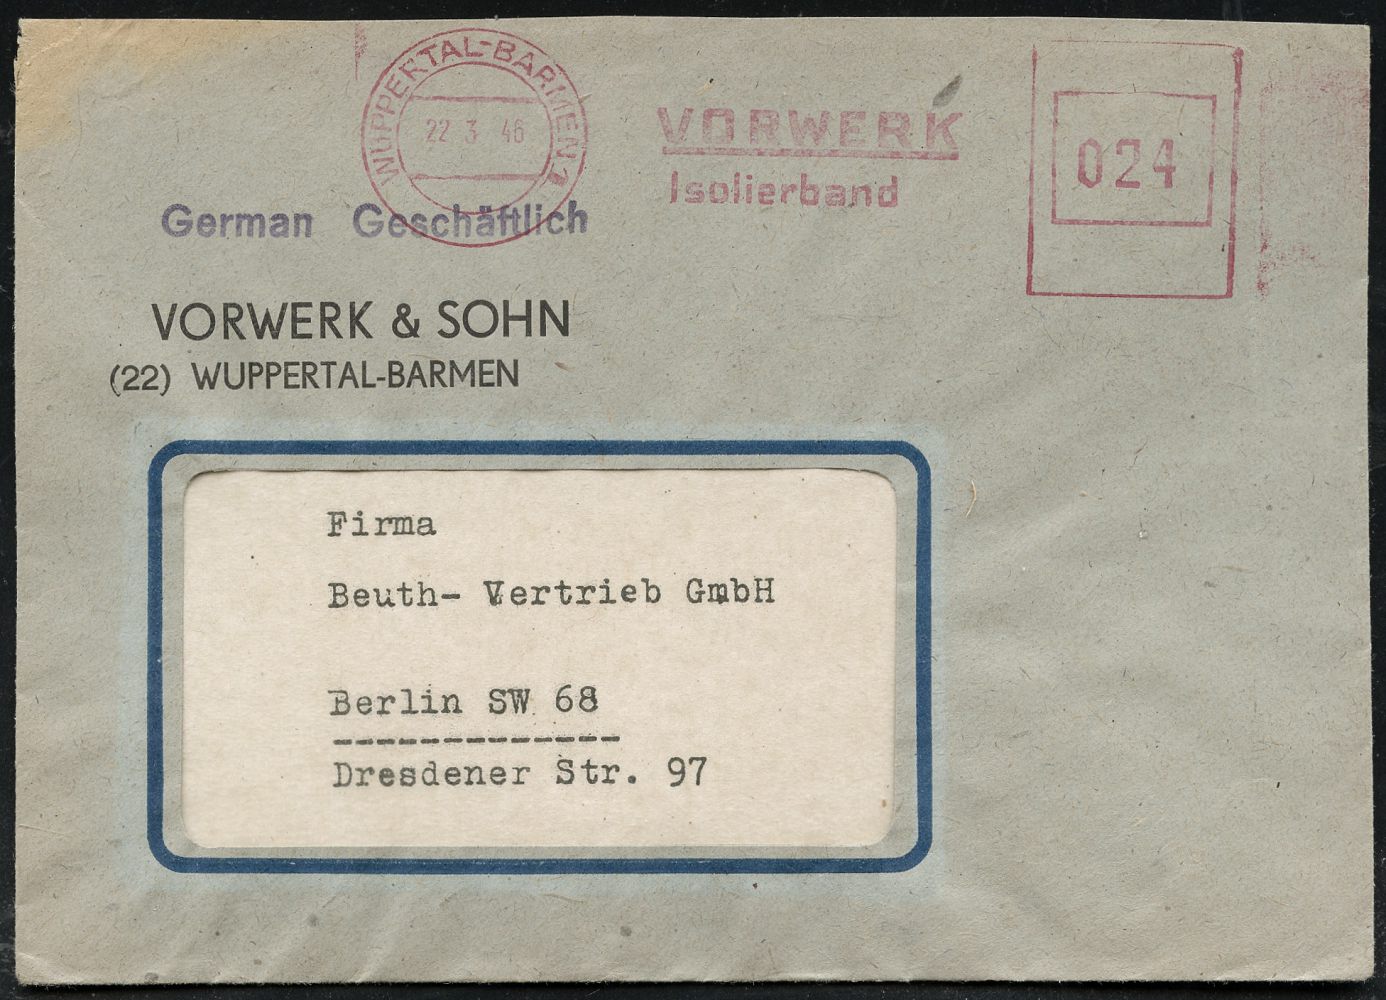 WUPPERTAL-BARMEN 1
22 3 46
VORWERK
Isolierband
024
German Geschäftlich
VORWERK & SOHN
(22) WUPPERTAL-BARMEN
Firma
Beuth- Vertrieb GmbH
Berlin SW 68
Dresdener Str. 97